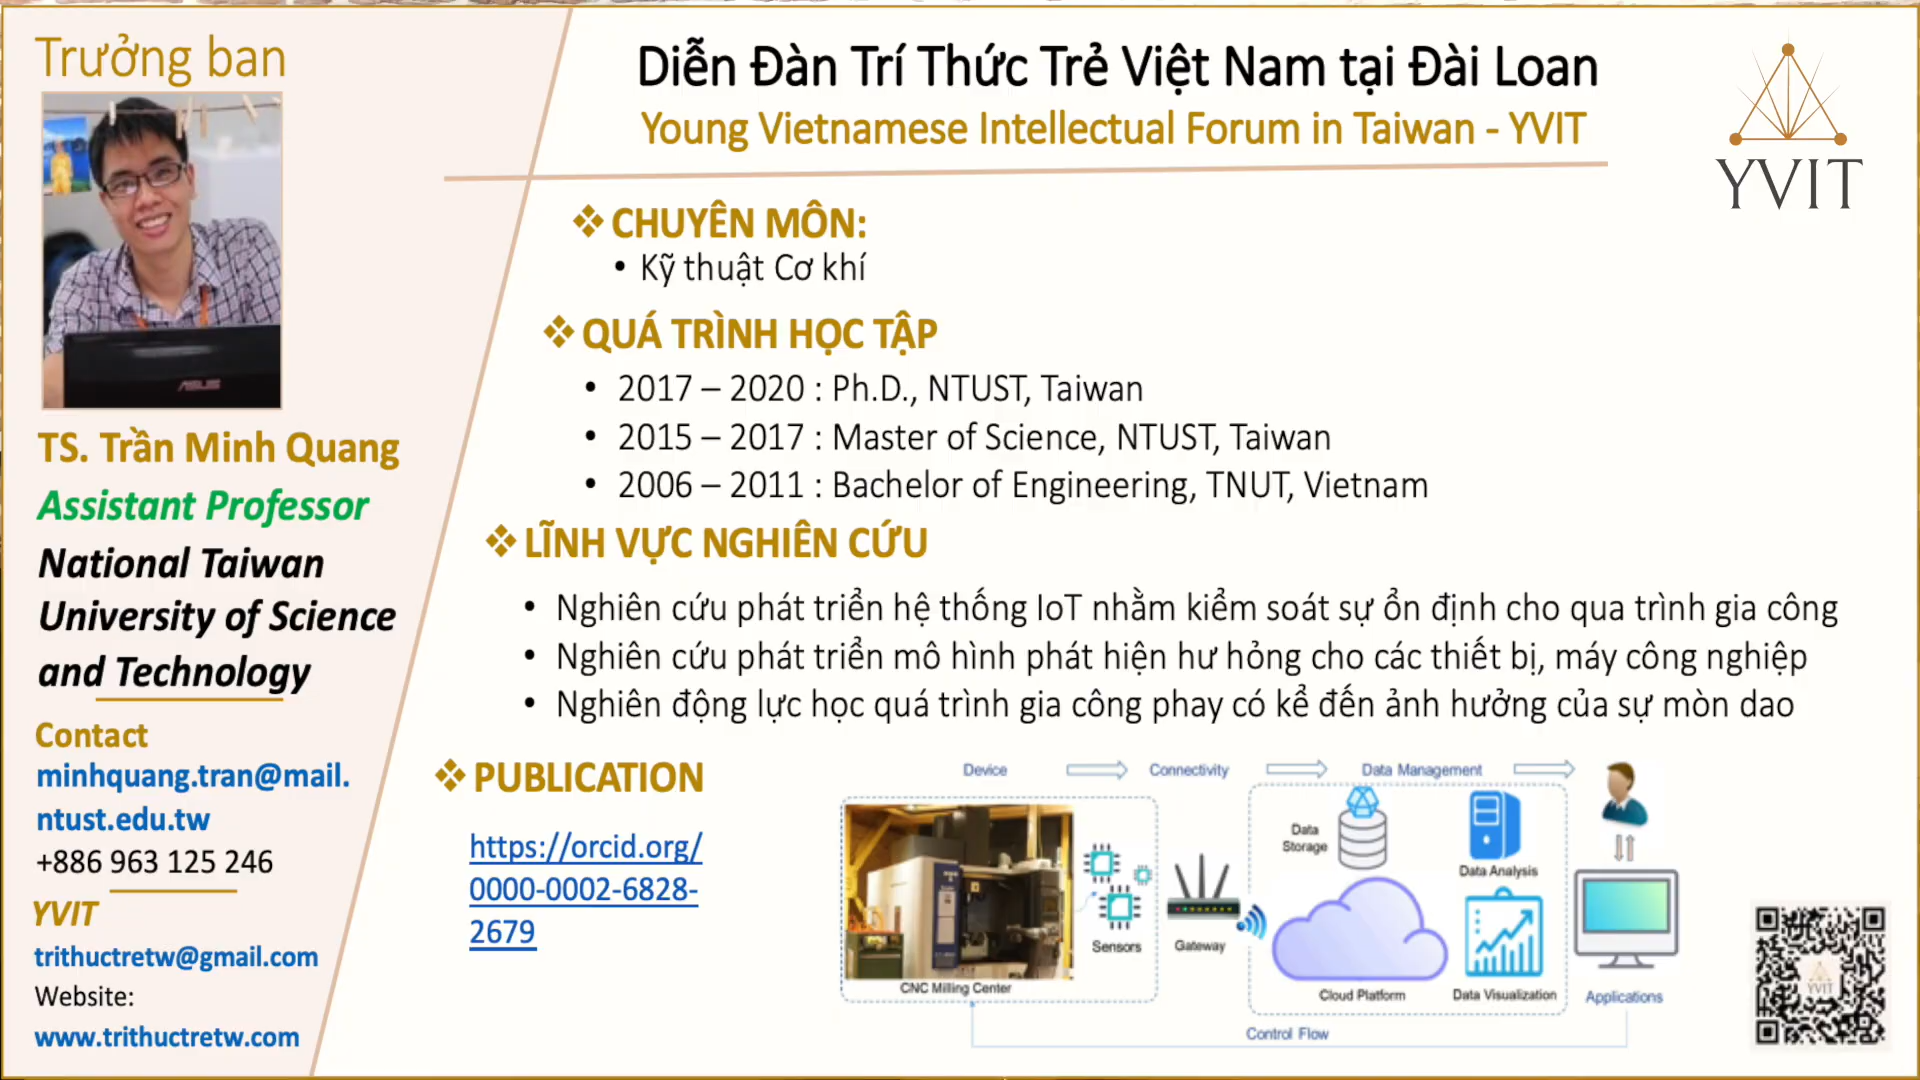 Trưởng ban
ASUS
TS. Trần Minh Quang
Assistant Professor
National Taiwan
University of Science
and Technology
Contact
minhquang.tran@mail.
ntust.edu.tw
+886 963 125 246
YVIT
trithuctretw@gmail.com
Website:
www.trithuctretw.com
Diễn Đàn Trí Thức Trẻ Việt Nam tại Đài Loan
Young Vietnamese Intellectual Forum in Taiwan - YVIT
YVIT
❖ CHUYÊN MÔN:
• Kỹ thuật Cơ khí
❖ QUÁ TRÌNH HỌC TẬP
• 2017 – 2020 : Ph.D., NTUST, Taiwan
• 2015 – 2017 : Master of Science, NTUST, Taiwan
• 2006 – 2011 : Bachelor of Engineering, TNUT, Vietnam
❖ LĨNH VỰC NGHIÊN CỨU
• Nghiên cứu phát triển hệ thống IoT nhằm kiểm soát sự ổn định cho qua trình gia công
• Nghiên cứu phát triển mô hình phát hiện hư hỏng cho các thiết bị, máy công nghiệp
• Nghiên động lực học quá trình gia công phay có kể đến ảnh hưởng của sự mòn dao
❖ PUBLICATION
https://orcid.org/
0000-0002-6828-
2679
Device
Connectivity
Data Management
Data
Storage
Data Analysis
Sensors
Gateway
CNC Milling Center
Cloud Platform
Data Visualization
Applications
Control Flow
YVIT